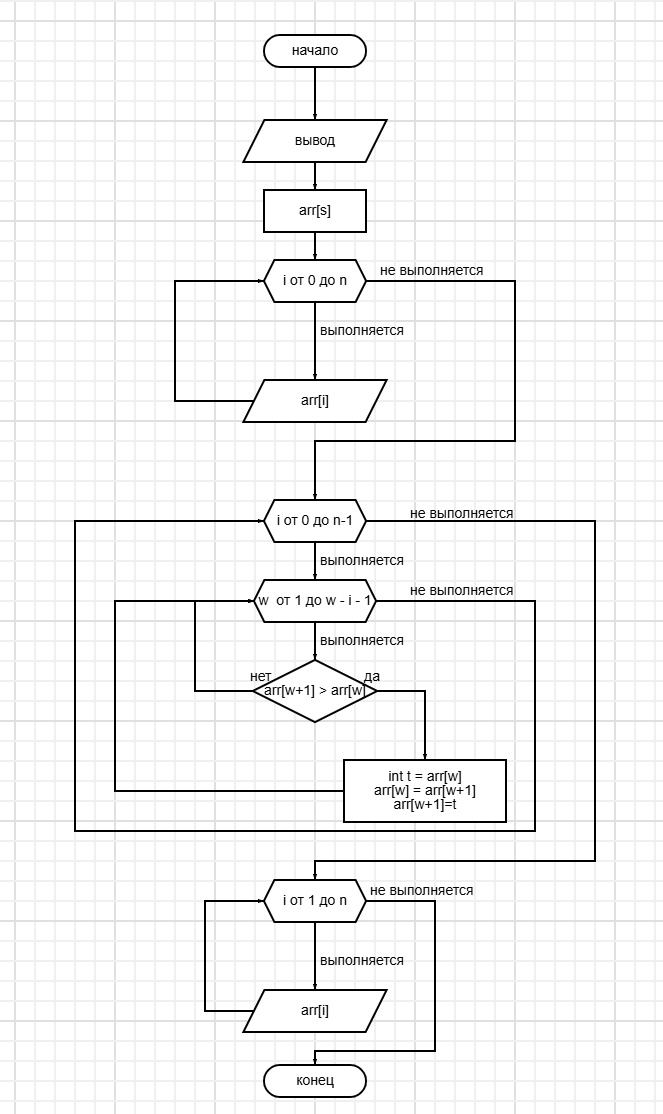 начало
вывод
arr[s]
i от 0 до n
не выполняется
выполняется
arr[i]
i от 0 до n-1
не выполняется
выполняется
w от 1 до w - i - 1
не выполняется
выполняется
нет
да
arr[w+1] > arr[w]
int t = arr[w]
arr[w] = arr[w+1]
arr[w+1]=t
i от 1 до n
не выполняется
выполняется
arr[i]
конец